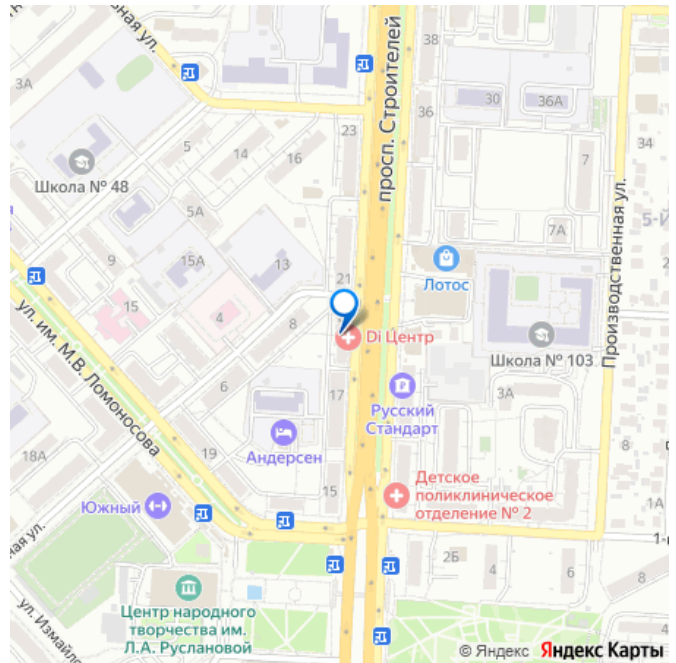 ная ул.
3А
38
23
просп. Строителей
36
30
36А
34
5
14
16
7
Школа № 48
5А
7А
5-й
Производственная ул.
9
15А
13
21
Лотос
15
4
8
Di Центр
Школа № 103
ул. им. М.В. Ломоносова
6
17
Русский
Стандарт
3А
8
18А
19
Андерсен
15
Детское
поликлиническое
отделение № 2
1А
Южный
1-
ная ул.
2Б
4
6
8
4
Центр народного
творчества им.
Л.А. Руслановой
ул. Измайло
© Яндекс Яндекс Карты